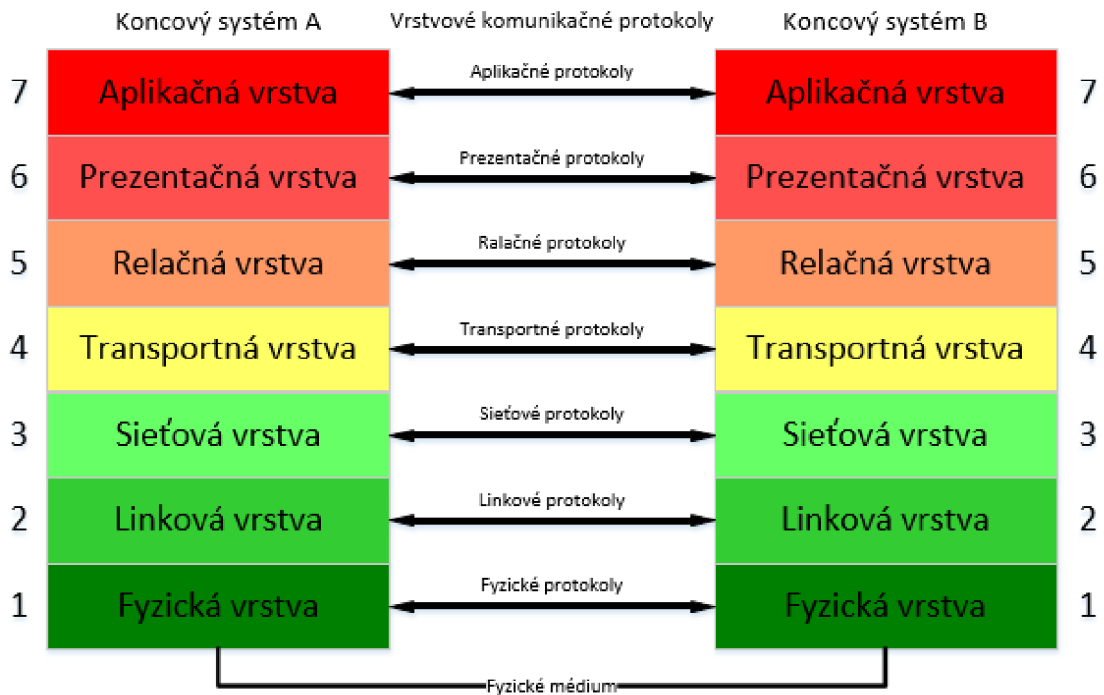 Koncový systém A Vrstvové komunikačné protokoly Koncový systém B
7 Aplikačná vrstva Aplikačné protokoly Aplikačná vrstva 7
6 Prezentačná vrstva Prezentačné protokoly Prezentačná vrstva 6
5 Relačná vrstva Ralačné protokoly Relačná vrstva 5
4 Transportná vrstva Transportné protokoly Transportná vrstva 4
3 Sieťová vrstva Sieťové protokoly Sieťová vrstva 3
2 Linková vrstva Linkové protokoly Linková vrstva 2
1 Fyzická vrstva Fyzické protokoly Fyzická vrstva 1
Fyzické médium